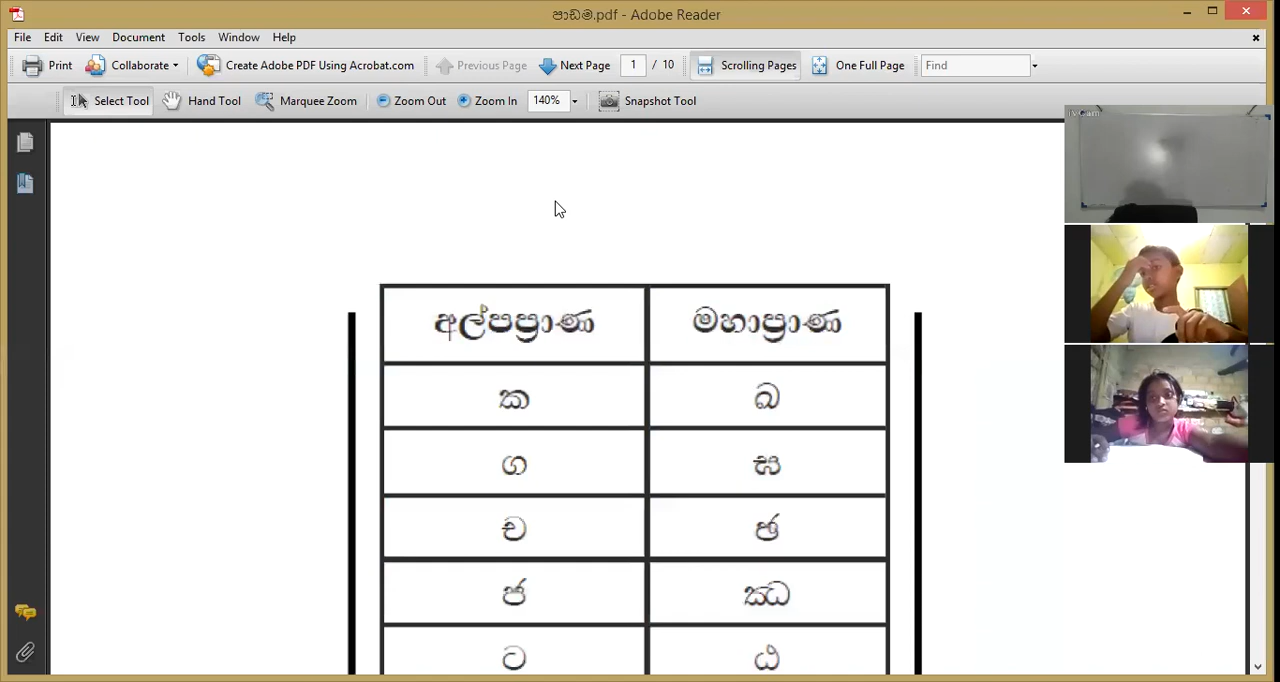 පාඩම.pdf - Adobe Reader
File Edit View Document Tools Window Help
Print Collaborate Create Adobe PDF Using Acrobat.com Previous Page Next Page 1 / 10 Scrolling Pages One Full Page Find
Select Tool Hand Tool Marquee Zoom Zoom Out Zoom In 140% Snapshot Tool
iVCam
අල්පප්‍රාණ මහාප්‍රාණ
ක ඛ
ග ඝ
ච ඡ
ජ ඣ
ට ඨ